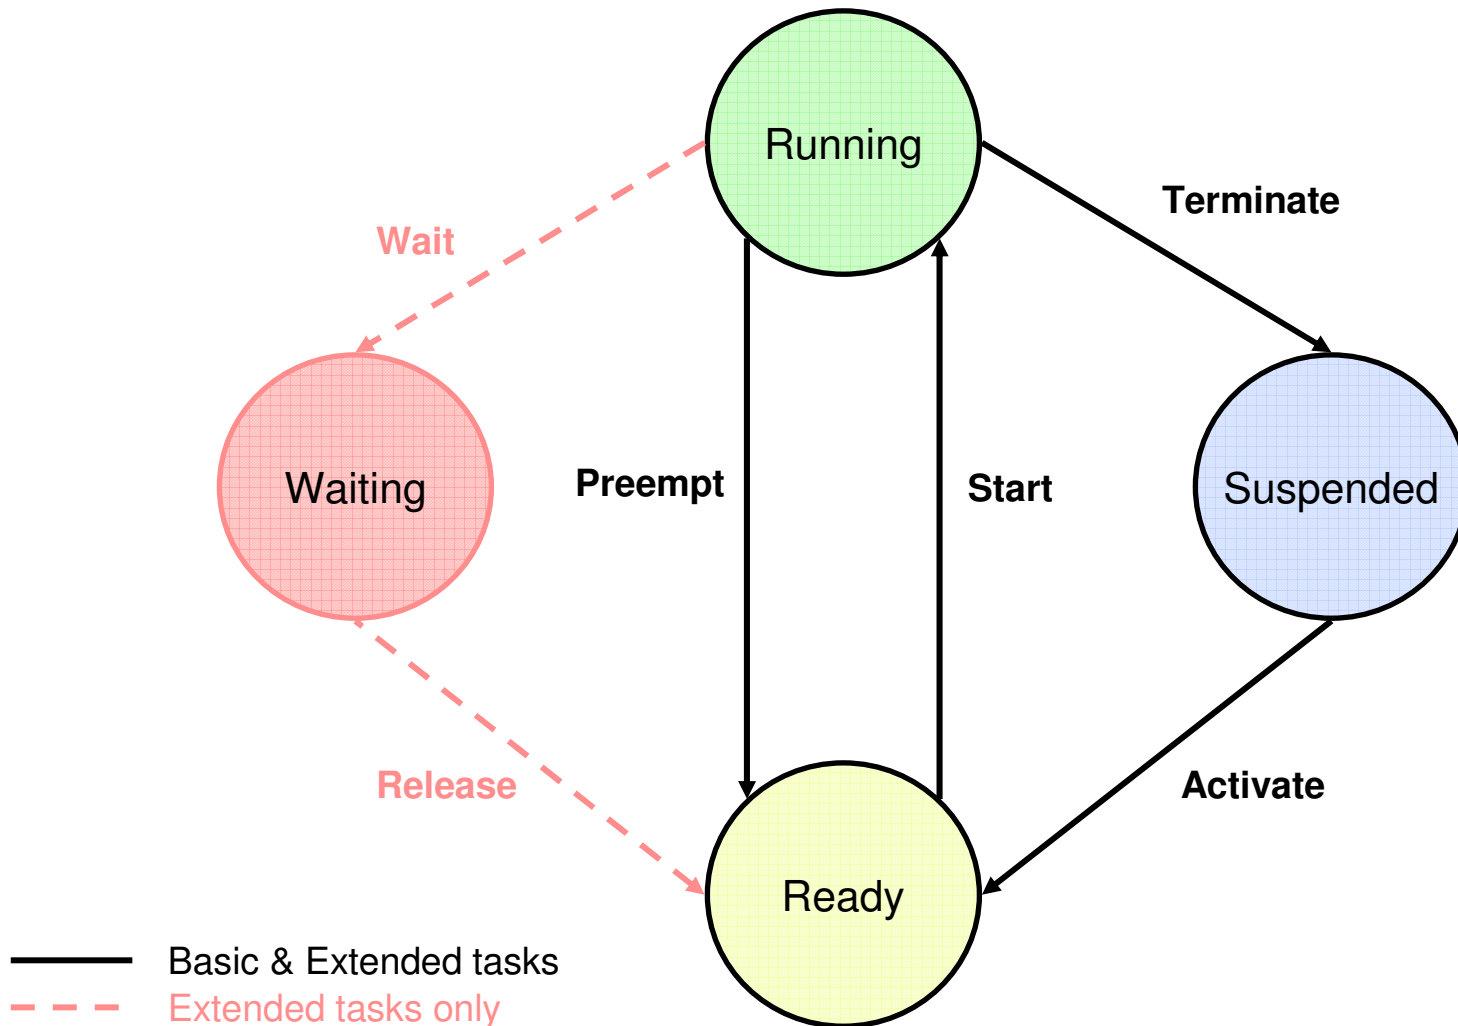 Running
Terminate
Wait
Waiting
Preempt
Start
Suspended
Release
Activate
Ready
Basic & Extended tasks
Extended tasks only